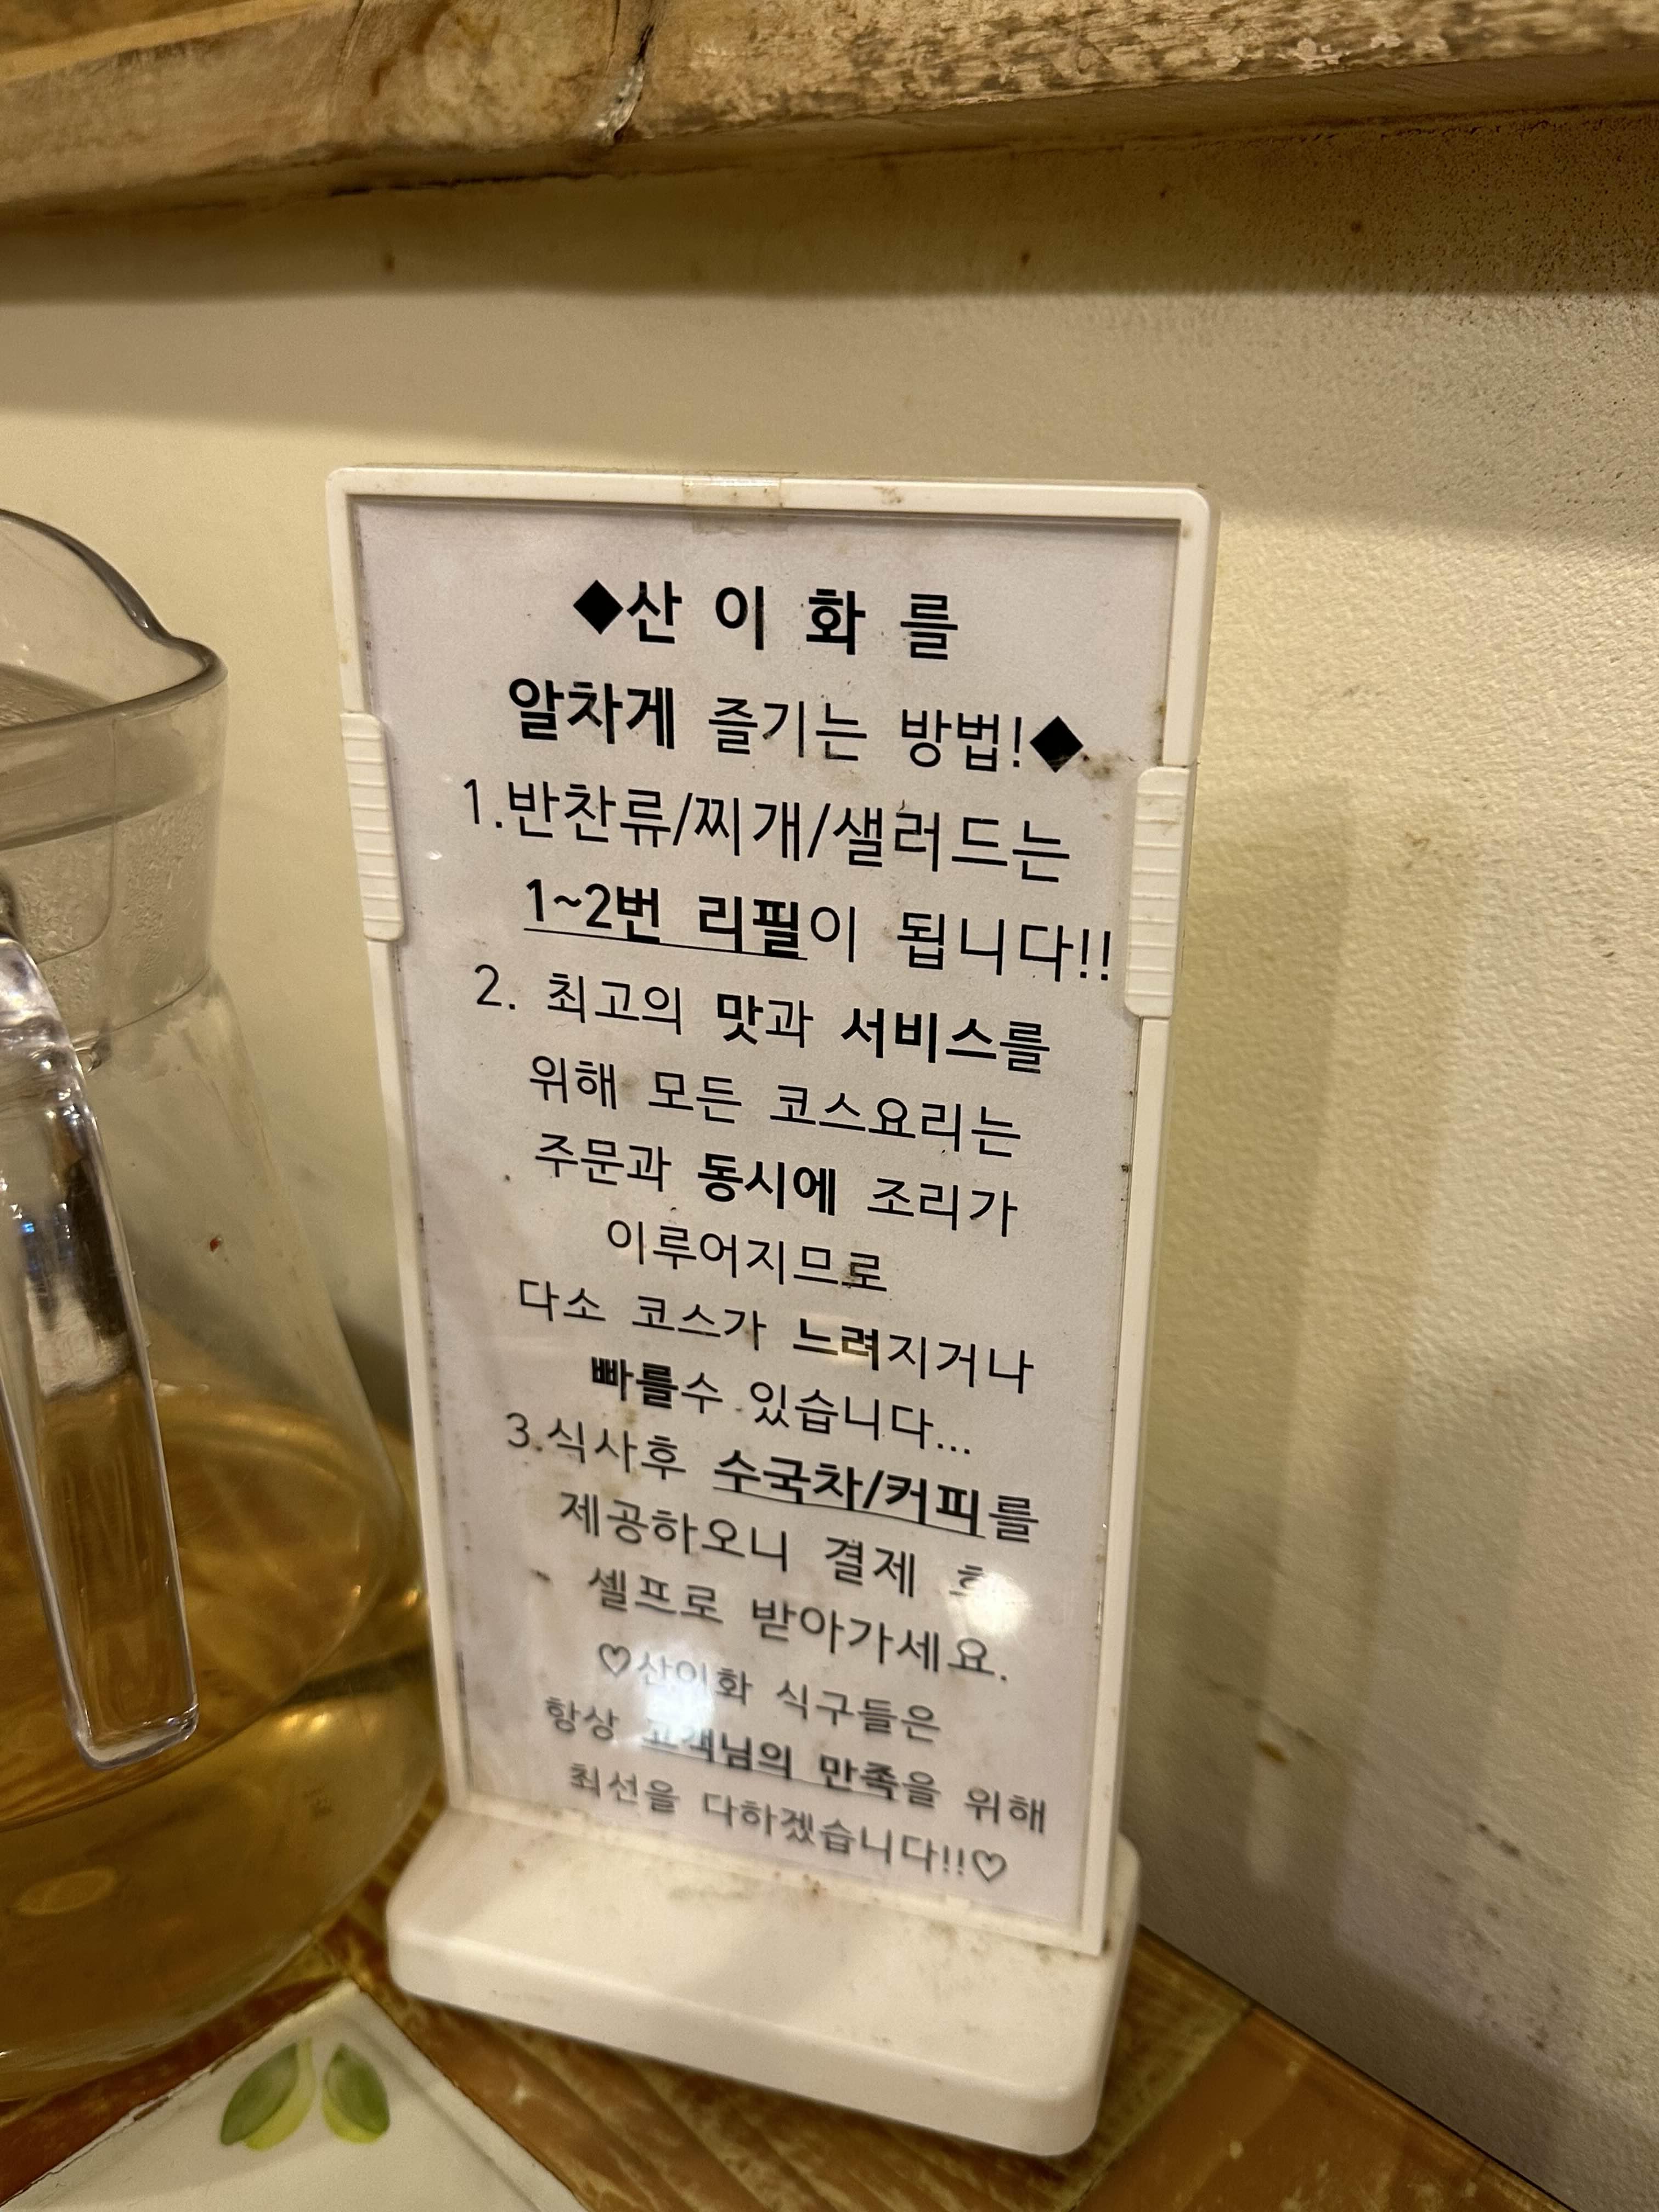 ◆산 이 화 를
알차게 즐기는 방법!◆
1.반찬류/찌개/샐러드는
1~2번 리필이 됩니다!!
2. 최고의 맛과 서비스를
위해 모든 코스요리는
주문과 동시에 조리가
이루어지므로
다소 코스가 느려지거나
빠를수 있습니다...
3.식사후 수국차/커피를
제공하오니 결제 후
셀프로 받아가세요.
♡산이화 식구들은
항상 고객님의 만족을 위해
최선을 다하겠습니다!!♡